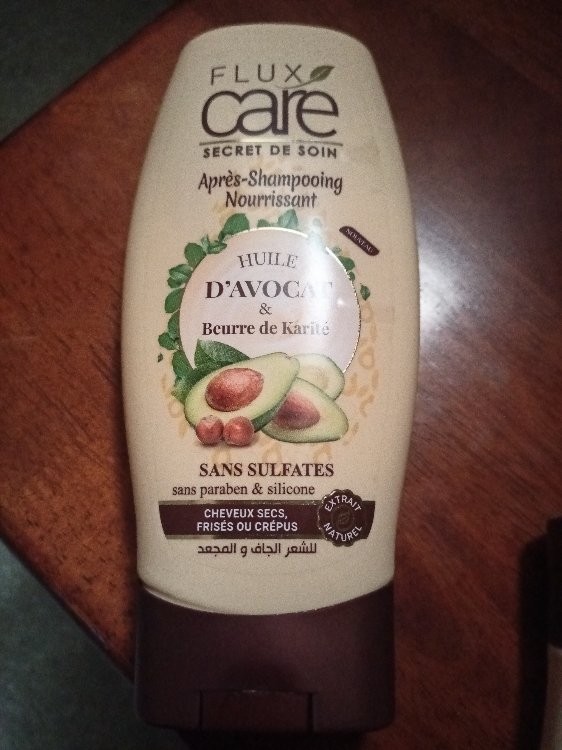 FLUX
care
SECRET DE SOIN
Après-Shampooing
Nourrissant
NOUVEAU
HUILE
D'AVOCAT
&
Beurre de Karité
SANS SULFATES
sans paraben & silicone
CHEVEUX SECS,
FRISÉS OU CRÉPUS
EXTRAIT
NATUREL
للشعر الجاف و المجعد